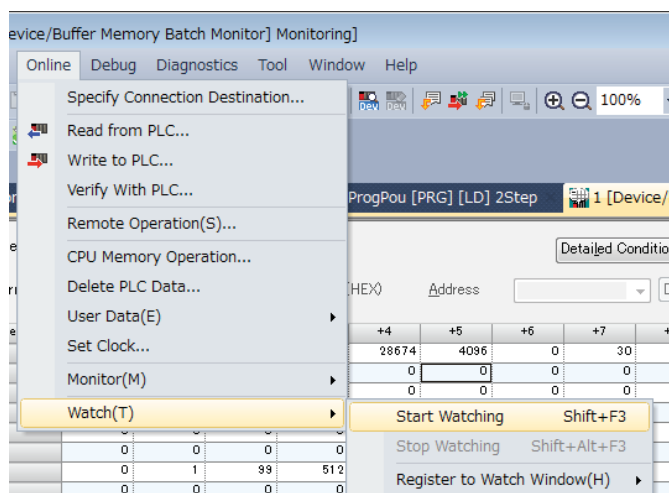 evice/Buffer Memory Batch Monitor] Monitoring]
Online Debug Diagnostics Tool Window Help
Specify Connection Destination...
100%
Read from PLC...
Write to PLC...
Verify With PLC...
ProgPou [PRG] [LD] 2Step
1 [Device/
Remote Operation(S)...
CPU Memory Operation...
Detailed Conditio
Delete PLC Data...
(HEX) Address
User Data(E)
+4 +5 +6 +7
Set Clock...
28674 4096 0 30
0 0 0 0
Monitor(M)
0 0 0 0
Watch(T)
Start Watching Shift+F3
0 0 0 0
Stop Watching Shift+Alt+F3
0 1 99 512
Register to Watch Window(H)
0 0 0 0